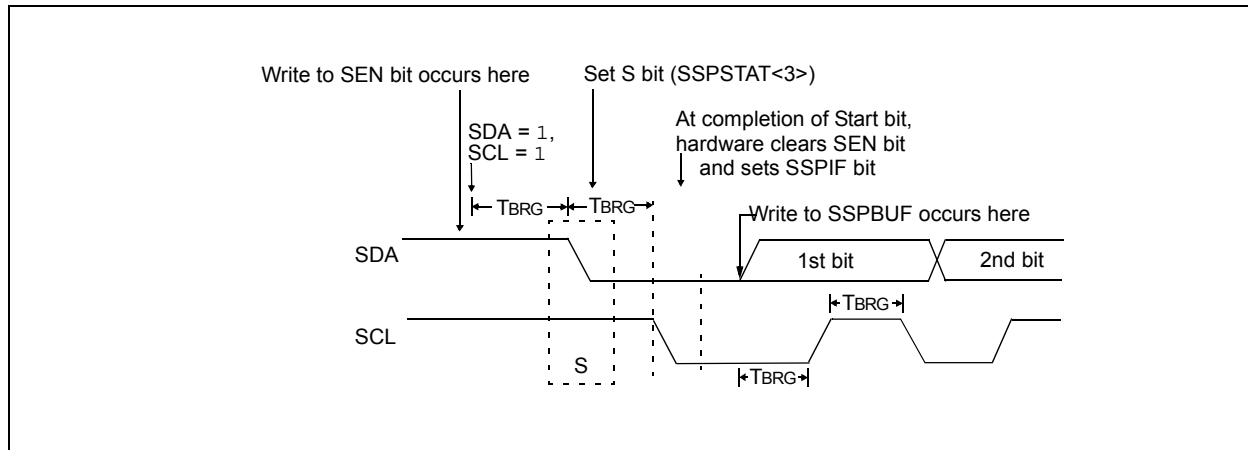 Write to SEN bit occurs here
Set S bit (SSPSTAT<3>)
SDA = 1,
SCL = 1
At completion of Start bit,
hardware clears SEN bit
and sets SSPIF bit
TBRG
TBRG
Write to SSPBUF occurs here
SDA
1st bit
2nd bit
TBRG
SCL
S
TBRG